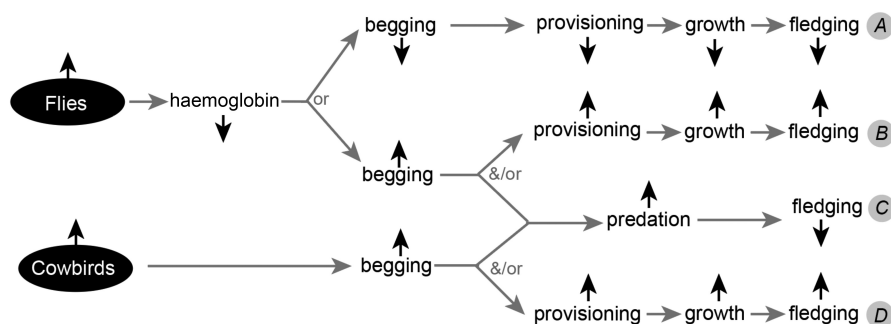 begging provisioning growth fledging A
Flies haemoglobin or
provisioning growth fledging B
begging &/or
predation fledging C
Cowbirds begging &/or
provisioning growth fledging D